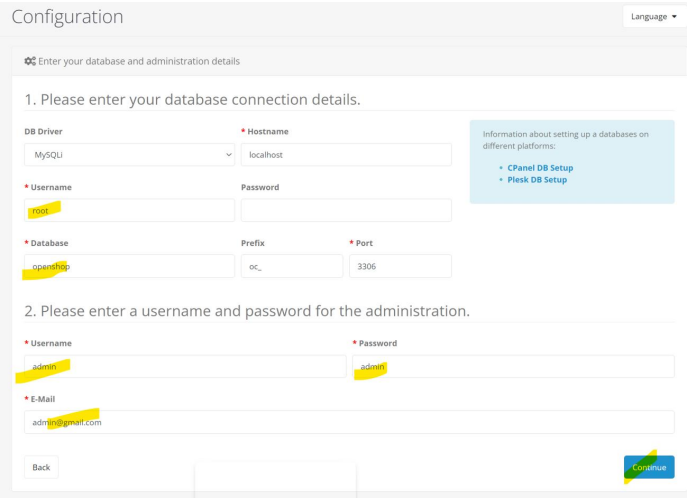 Configuration
Language
Enter your database and administration details
1. Please enter your database connection details.
DB Driver
* Hostname
MySQLi
localhost
Information about setting up a databases on
different platforms:
CPanel DB Setup
Plesk DB Setup
* Username
Password
root
* Database
Prefix
* Port
openshop
oc_
3306
2. Please enter a username and password for the administration.
* Username
* Password
admin
admin
* E-Mail
admin@gmail.com
Back
Continue